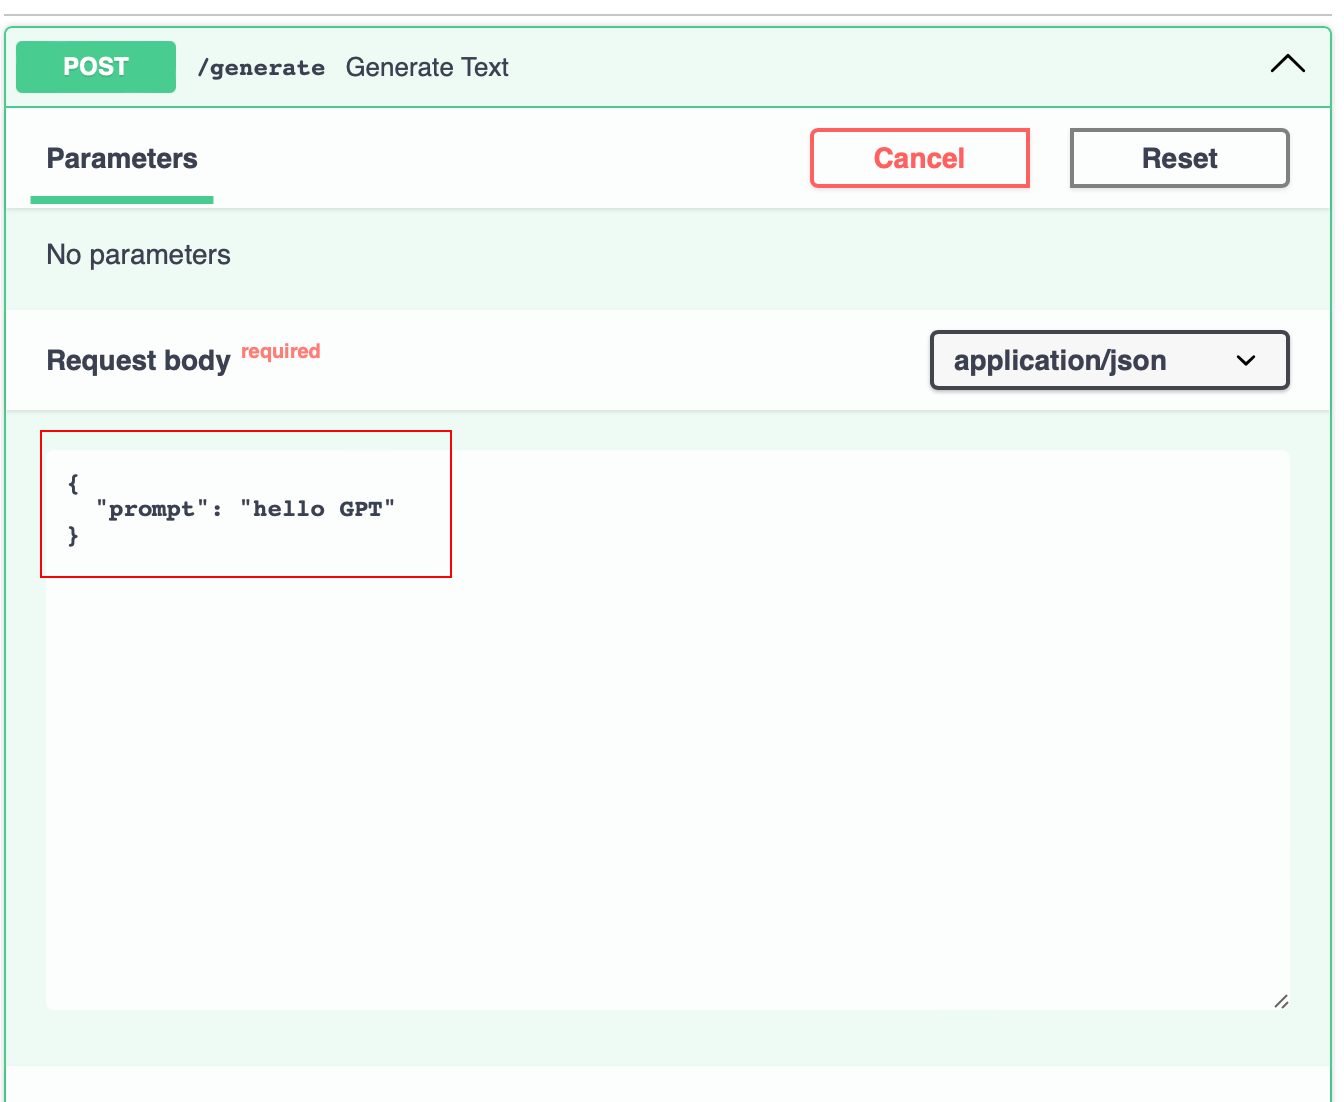 POST /generate Generate Text
Parameters
Cancel
Reset
No parameters
Request body required
application/json
{
  "prompt": "hello GPT"
}